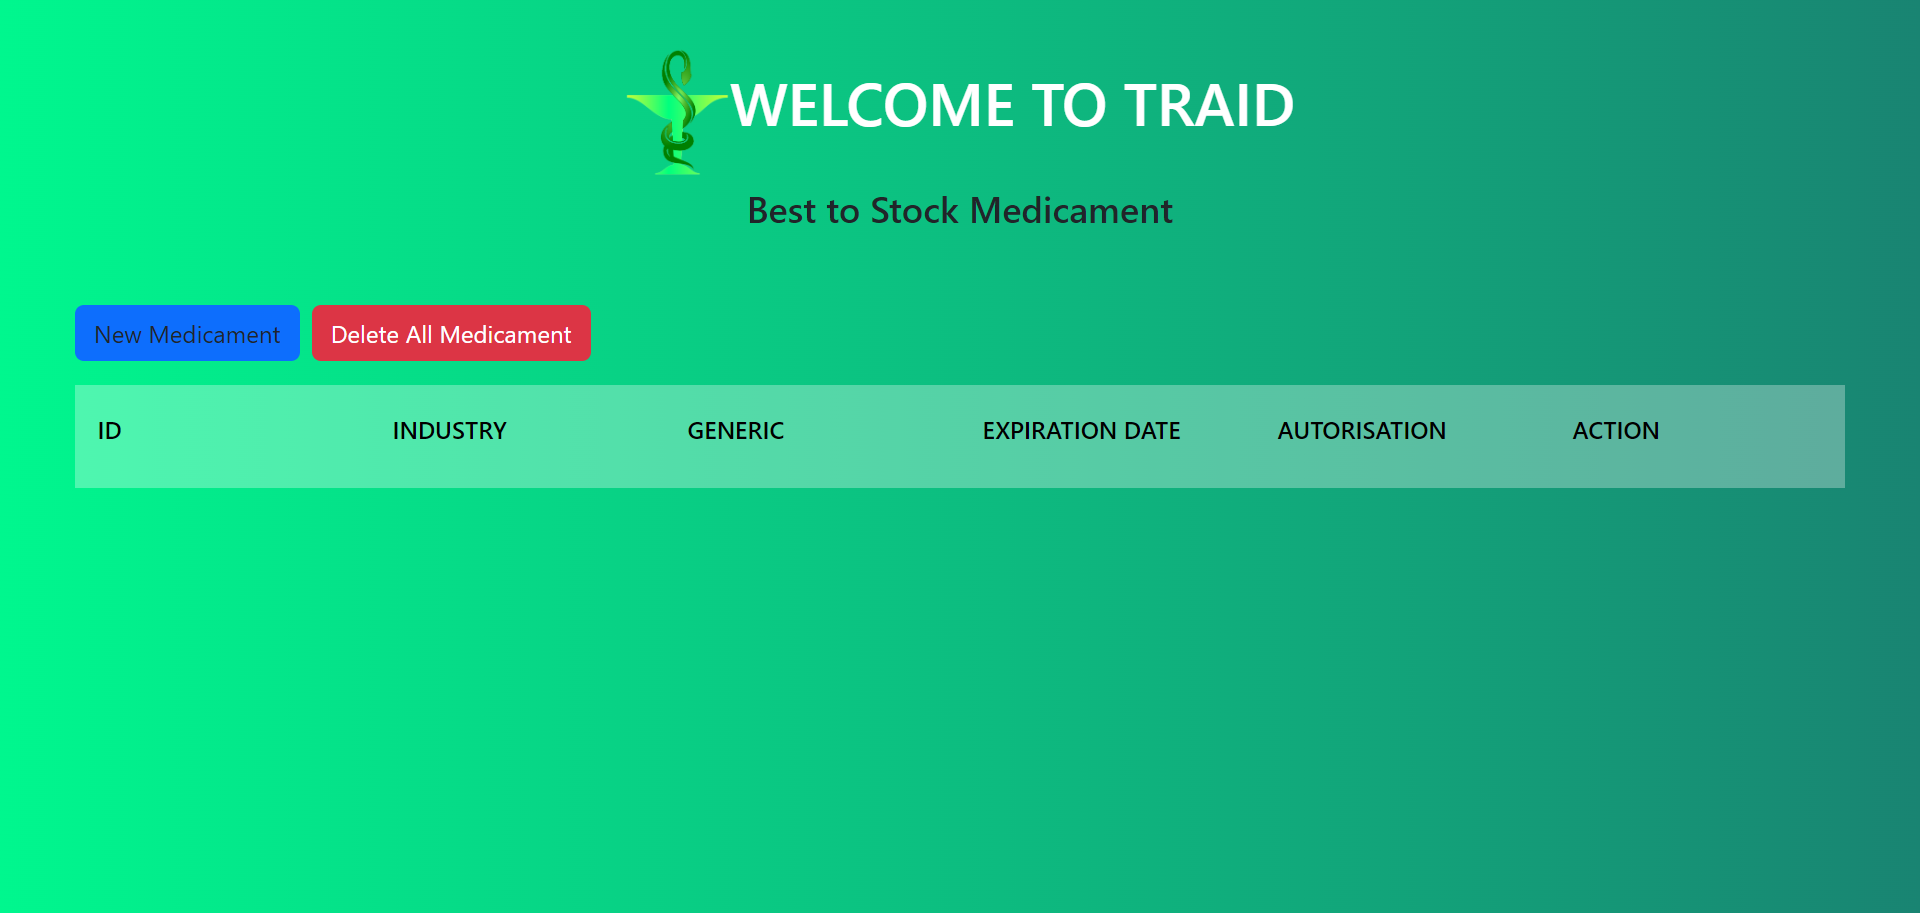 WELCOME TO TRAID
Best to Stock Medicament
New Medicament Delete All Medicament
ID INDUSTRY GENERIC EXPIRATION DATE AUTORISATION ACTION